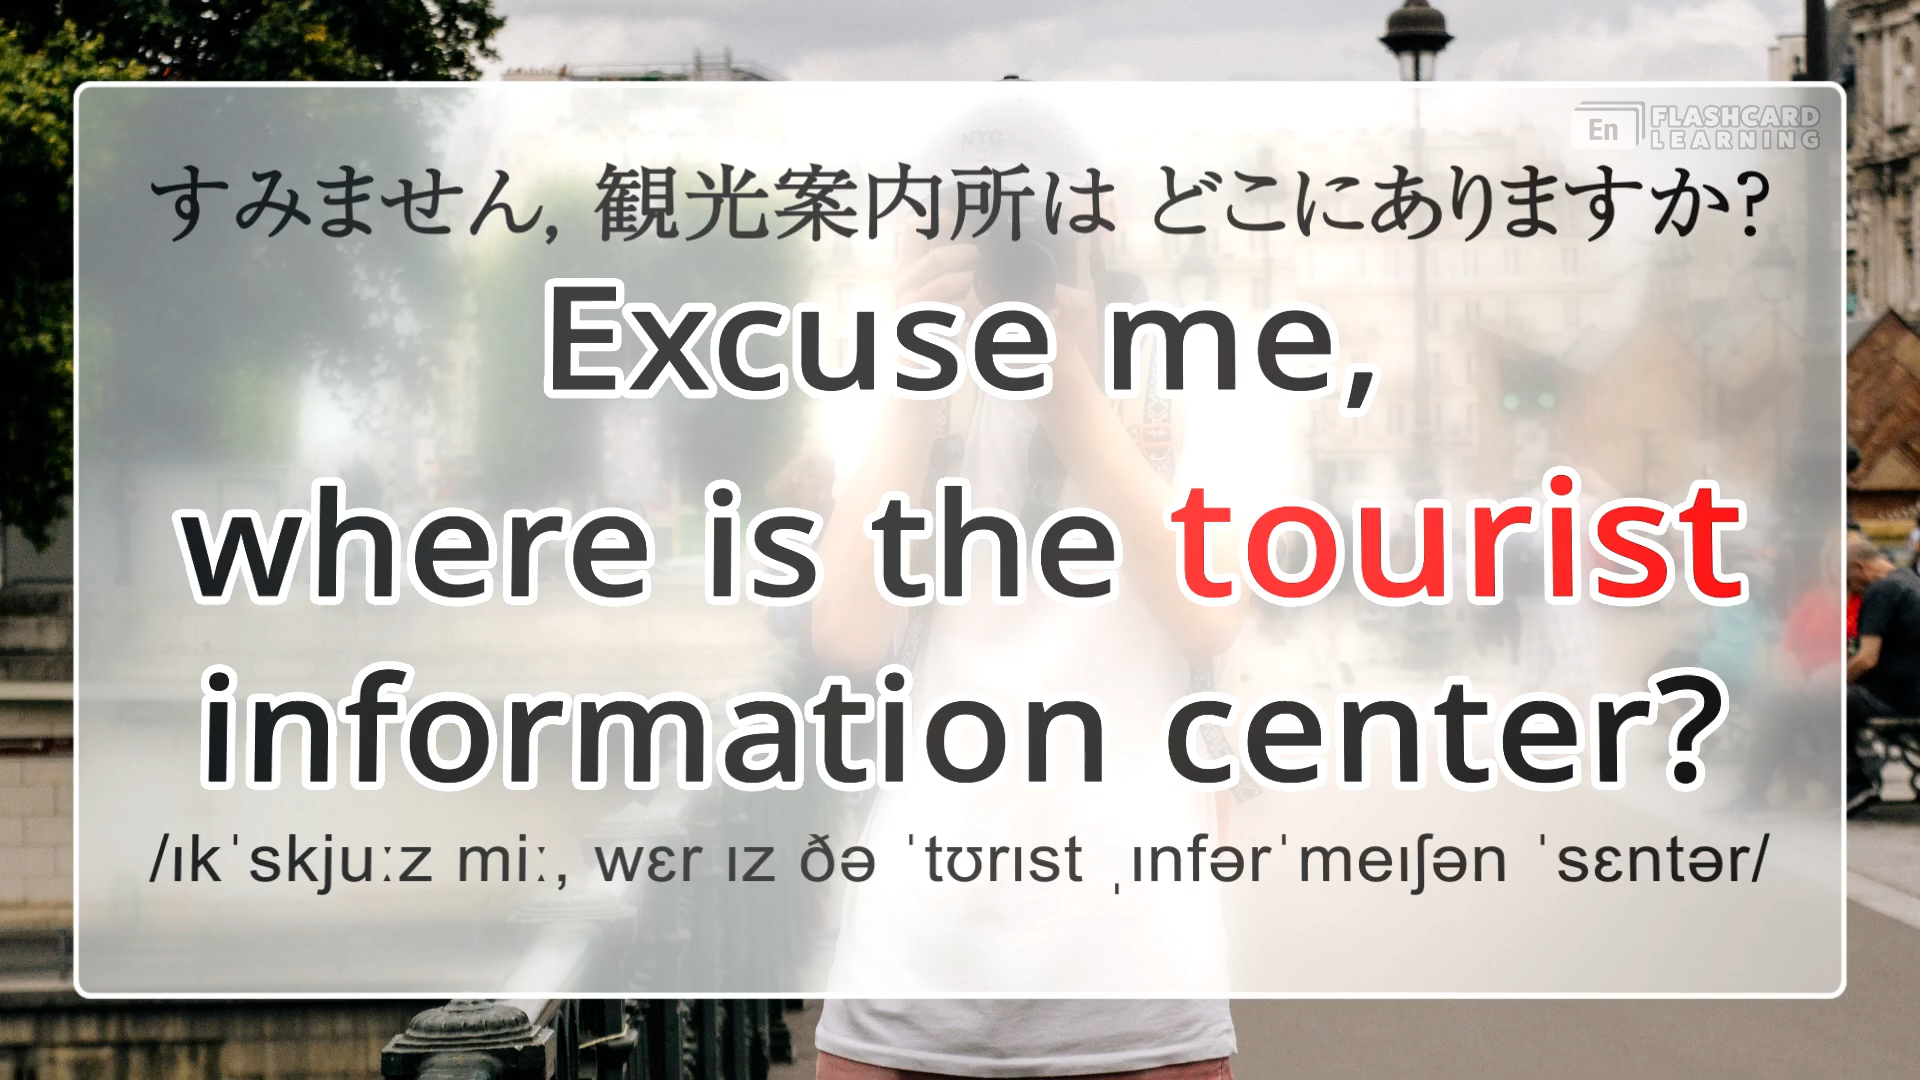 En
FLASHCARD
LEARNING
NYC
すみません, 観光案内所は どこにありますか?
Excuse me,
where is the tourist
information center?
/ɪkˈskjuːz miː, wɛr ɪz ðə ˈtʊrɪst ˌɪnfərˈmeɪʃən ˈsɛntər/